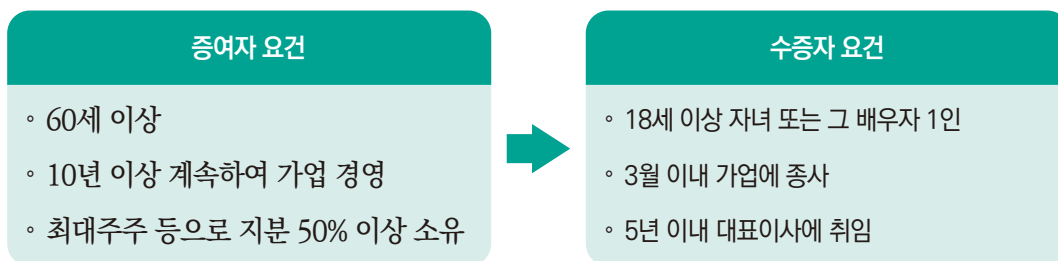 증여자 요건
◦ 60세 이상
◦ 10년 이상 계속하여 가업 경영
◦ 최대주주 등으로 지분 50% 이상 소유
수증자 요건
◦ 18세 이상 자녀 또는 그 배우자 1인
◦ 3월 이내 가업에 종사
◦ 5년 이내 대표이사에 취임